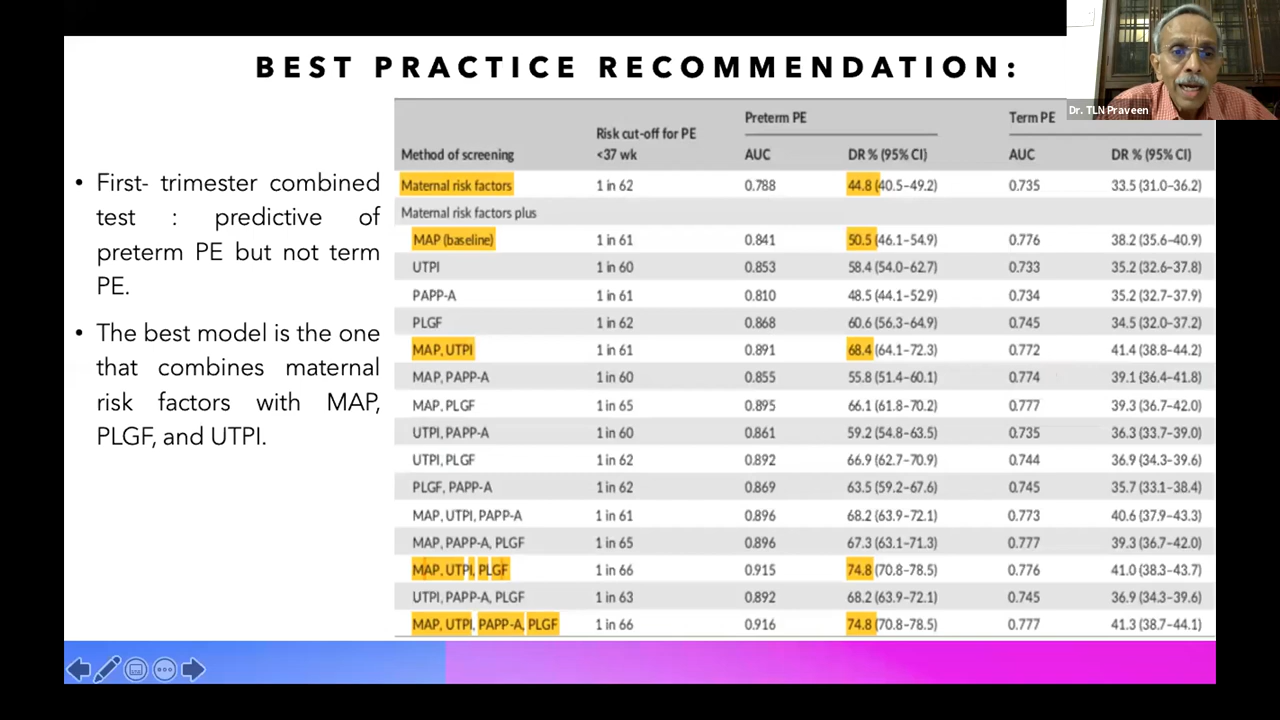 BEST PRACTICE RECOMMENDATION:
Dr. TLN Praveen
• First- trimester combined
test : predictive of
preterm PE but not term
PE.
• The best model is the one
that combines maternal
risk factors with MAP,
PLGF, and UTPI.
Preterm PE Term PE
Risk cut-off for PE
Method of screening <37 wk AUC DR % (95% CI) AUC DR % (95% CI)
Maternal risk factors 1 in 62 0.788 44.8 (40.5–49.2) 0.735 33.5 (31.0–36.2)
Maternal risk factors plus
MAP (baseline) 1 in 61 0.841 50.5 (46.1–54.9) 0.776 38.2 (35.6–40.9)
UTPI 1 in 60 0.853 58.4 (54.0–62.7) 0.733 35.2 (32.6–37.8)
PAPP-A 1 in 61 0.810 48.5 (44.1–52.9) 0.734 35.2 (32.7–37.9)
PLGF 1 in 62 0.868 60.6 (56.3–64.9) 0.745 34.5 (32.0–37.2)
MAP, UTPI 1 in 61 0.891 68.4 (64.1–72.3) 0.772 41.4 (38.8–44.2)
MAP, PAPP-A 1 in 60 0.855 55.8 (51.4–60.1) 0.774 39.1 (36.4–41.8)
MAP, PLGF 1 in 65 0.895 66.1 (61.8–70.2) 0.777 39.3 (36.7–42.0)
UTPI, PAPP-A 1 in 60 0.861 59.2 (54.8–63.5) 0.735 36.3 (33.7–39.0)
UTPI, PLGF 1 in 62 0.892 66.9 (62.7–70.9) 0.744 36.9 (34.3–39.6)
PLGF, PAPP-A 1 in 62 0.869 63.5 (59.2–67.6) 0.745 35.7 (33.1–38.4)
MAP, UTPI, PAPP-A 1 in 61 0.896 68.2 (63.9–72.1) 0.773 40.6 (37.9–43.3)
MAP, PAPP-A, PLGF 1 in 65 0.896 67.3 (63.1–71.3) 0.777 39.3 (36.7–42.0)
MAP, UTPI, PLGF 1 in 66 0.915 74.8 (70.8–78.5) 0.776 41.0 (38.3–43.7)
UTPI, PAPP-A, PLGF 1 in 63 0.892 68.2 (63.9–72.1) 0.745 36.9 (34.3–39.6)
MAP, UTPI, PAPP-A, PLGF 1 in 66 0.916 74.8 (70.8–78.5) 0.777 41.3 (38.7–44.1)